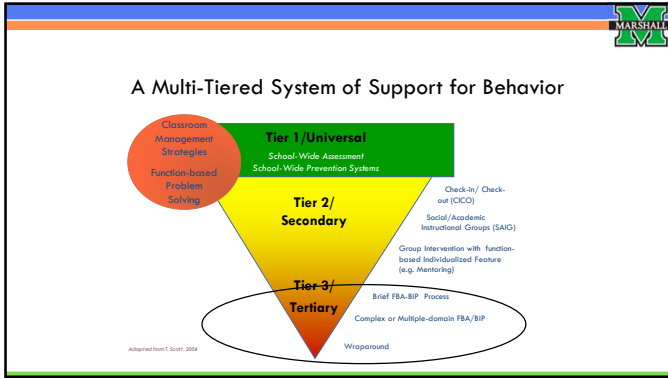 M
MARSHALL
A Multi-Tiered System of Support for Behavior
Classroom
Management
Strategies
Function-based
Problem
Solving
Tier 1/Universal
School-Wide Assessment
School-Wide Prevention Systems
Tier 2/
Secondary
Check-in/ Check-
out (CICO)
Social/Academic
Instructional Groups (SAIG)
Group Intervention with function-
based Individualized Feature
(e.g. Mentoring)
Tier 3/
Tertiary
Brief FBA-BIP Process
Complex or Multiple-domain FBA/BIP
Wraparound
Adapted from T. Scott, 2004